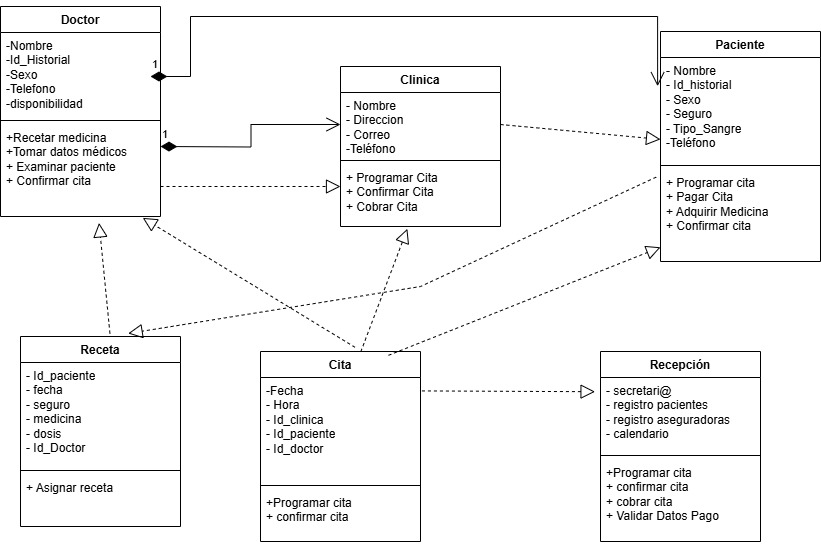 Doctor
-Nombre
-Id_Historial
-Sexo
-Telefono
-disponibilidad
+Recetar medicina
+Tomar datos médicos
+ Examinar paciente
+ Confirmar cita
1
1
Clinica
- Nombre
- Direccion
- Correo
-Teléfono
+ Programar Cita
+ Confirmar Cita
+ Cobrar Cita
Paciente
- Nombre
- Id_historial
- Sexo
- Seguro
- Tipo_Sangre
-Teléfono
+ Programar cita
+ Pagar Cita
+ Adquirir Medicina
+ Confirmar cita
Receta
- Id_paciente
- fecha
- seguro
- medicina
- dosis
- Id_Doctor
+ Asignar receta
Cita
-Fecha
- Hora
- Id_clinica
- Id_paciente
- Id_doctor
+Programar cita
+ confirmar cita
Recepción
- secretari@
- registro pacientes
- registro aseguradoras
- calendario
+Programar cita
+ confirmar cita
+ cobrar cita
+ Validar Datos Pago